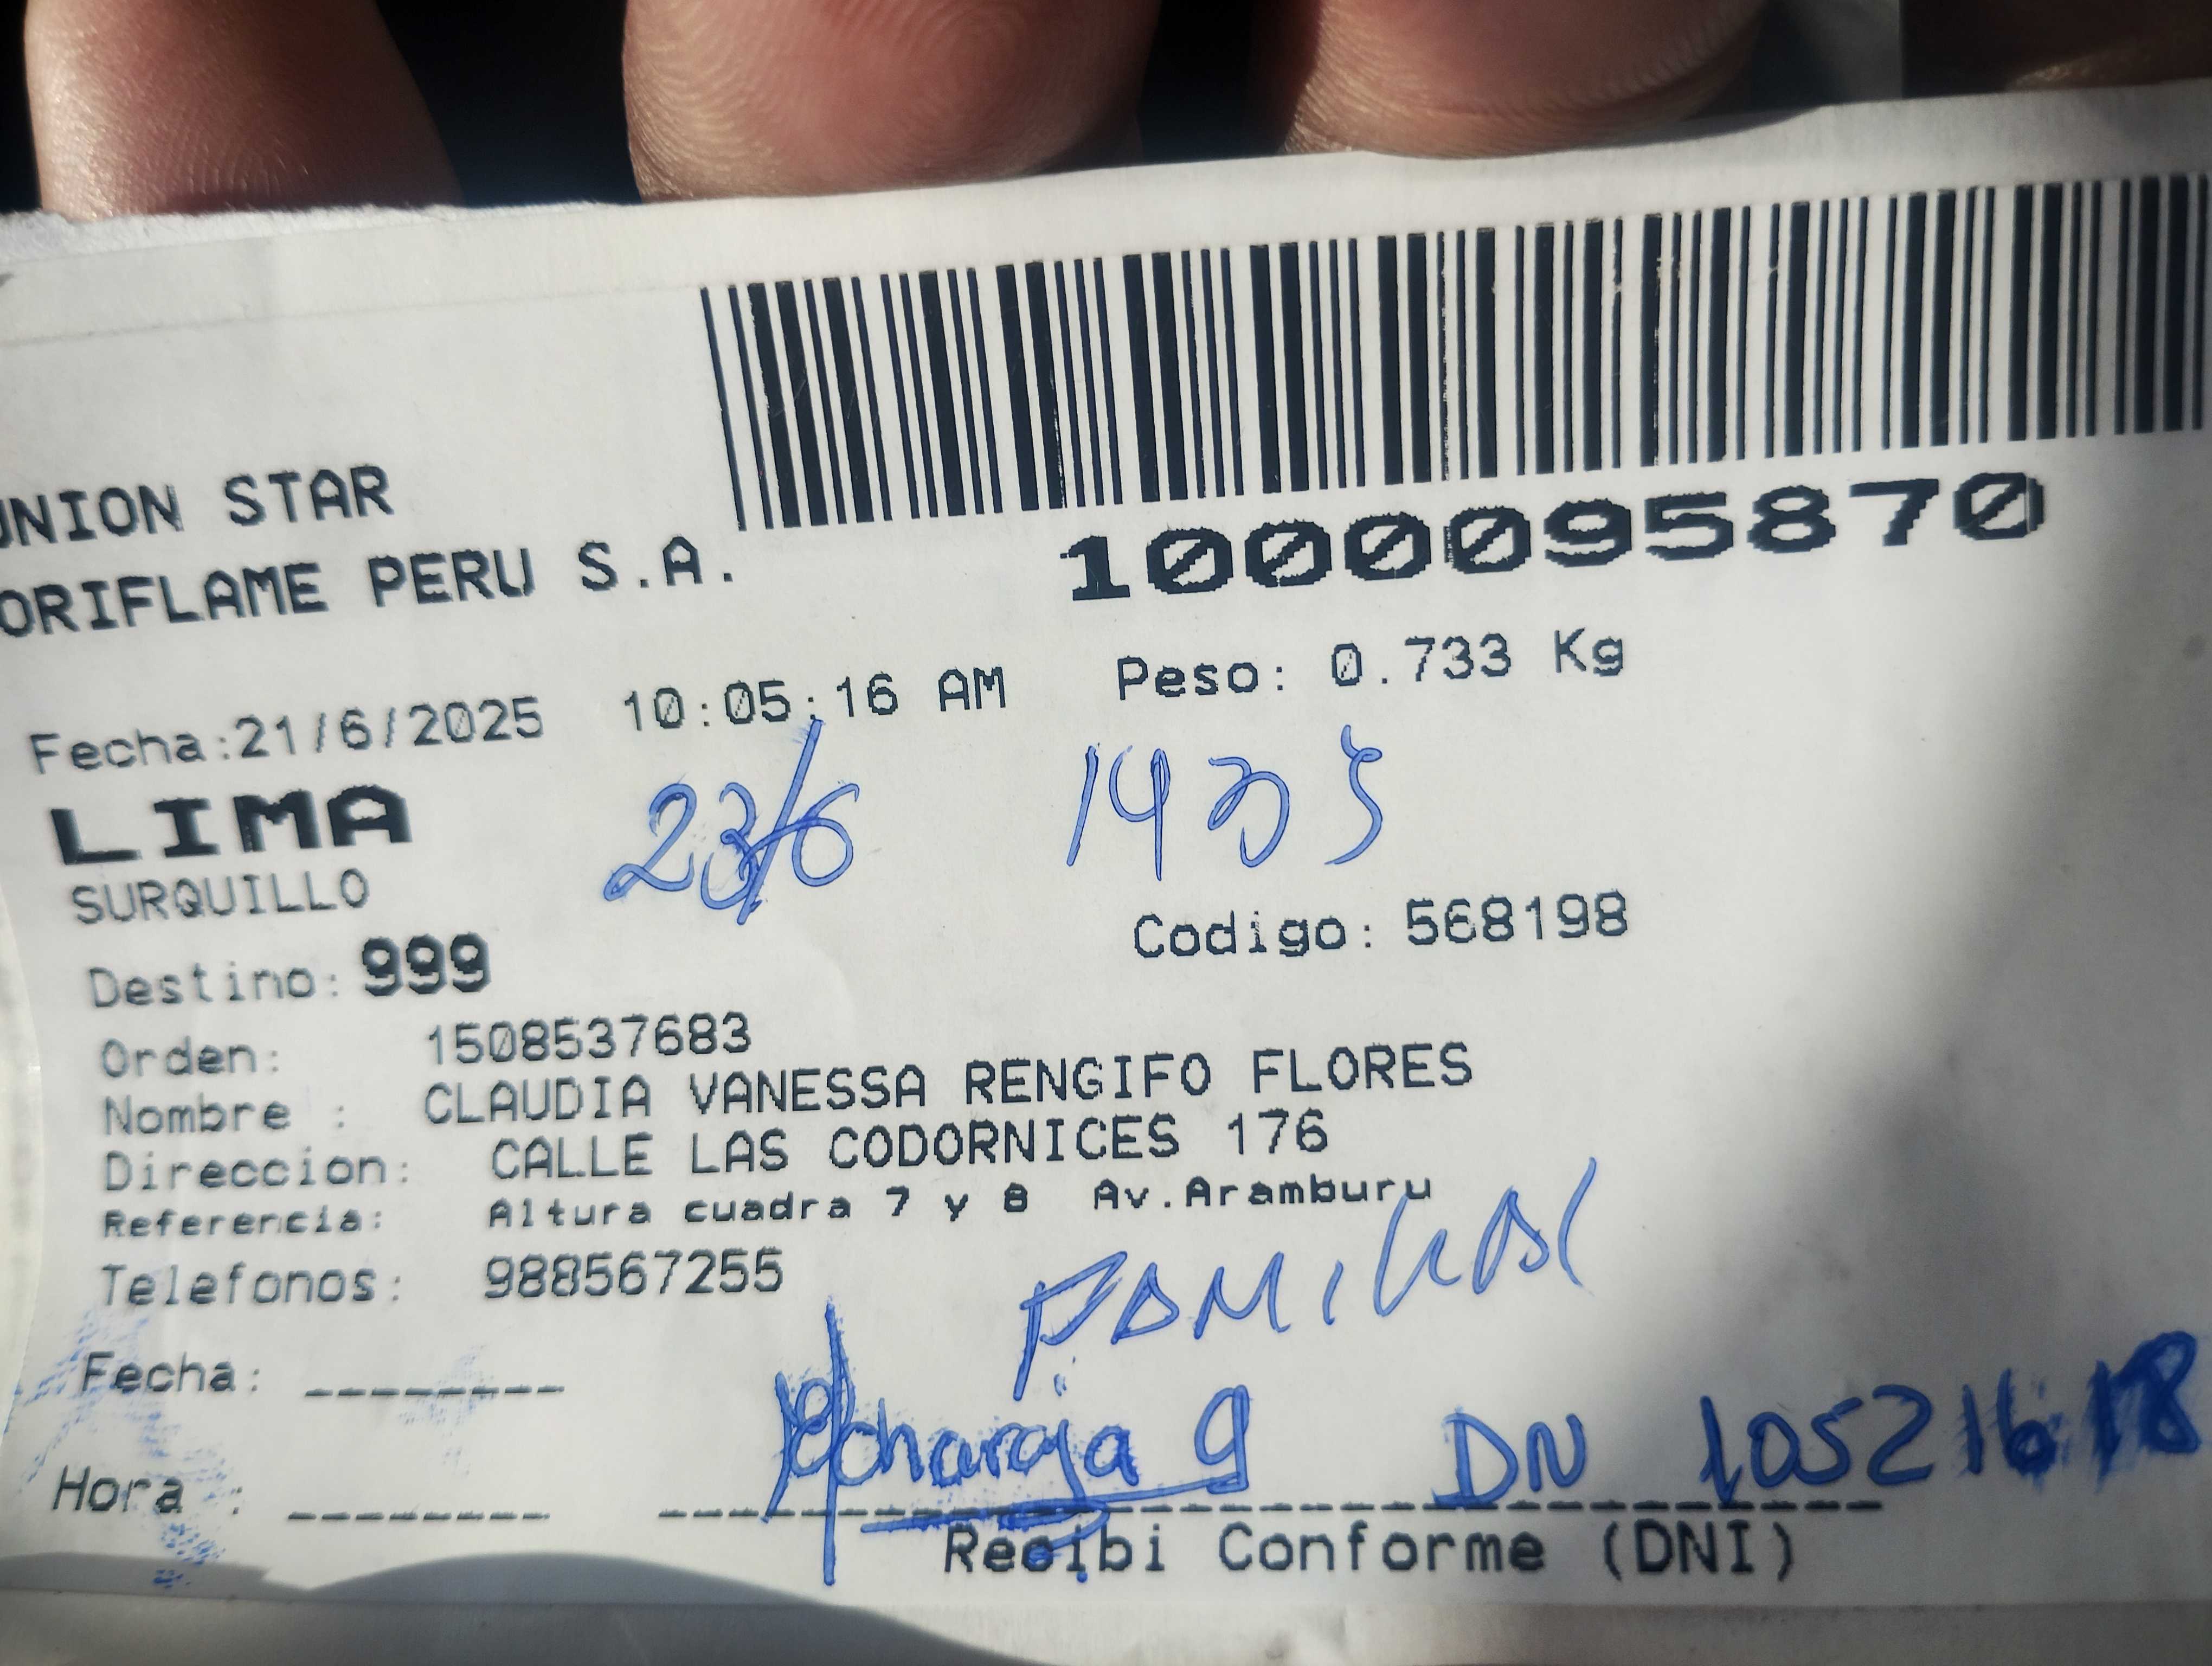 UNION STAR
ORIFLAME PERU S.A.
1000095870
Fecha:21/6/2025 10:05:16 AM Peso: 0.733 Kg
LIMA
23/6 1435
SURQUILLO
Codigo: 568198
Destino: 999
Orden: 1508537683
Nombre : CLAUDIA VANESSA RENGIFO FLORES
Direccion: CALLE LAS CODORNICES 176
Referencia: Altura cuadra 7 y 8 Av.Aramburu
Telefonos: 988567255
Fecha: --------
DN 10521618
Hora : --------
Recibi Conforme (DNI)